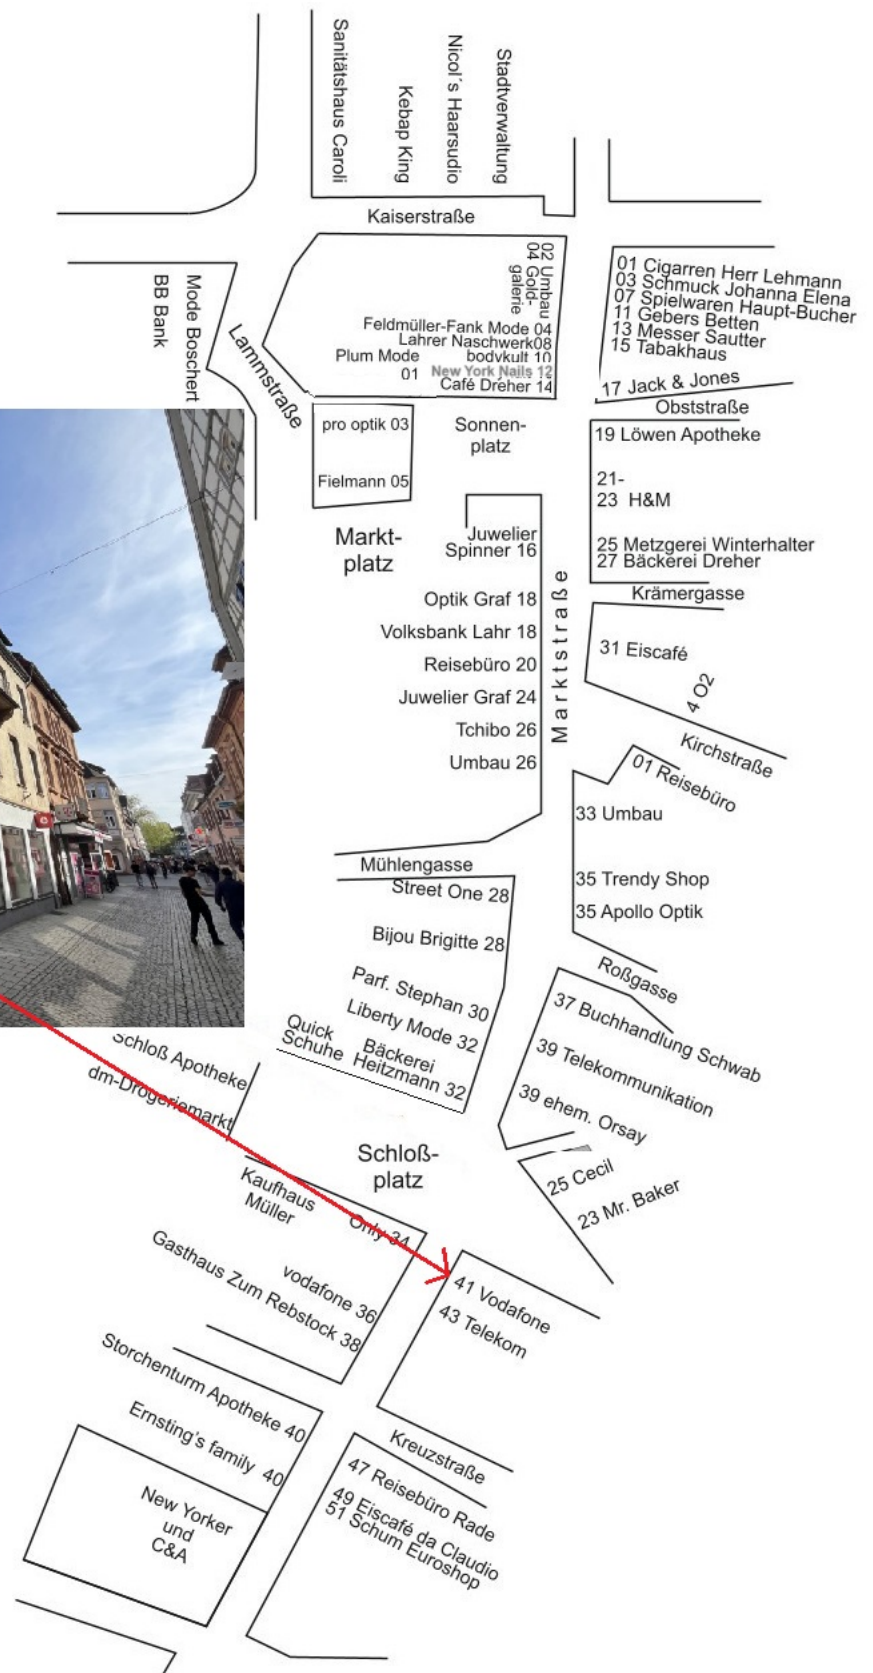 Sanitätshaus Caroli
Kebap King
Nicol´s Haarsudio
Stadtverwaltung
Kaiserstraße
BB Bank
Mode Boschert
Lammstraße
02 Umbau
04 Gold-
galerie
Feldmüller-Fank Mode 04
Lahrer Naschwerk08
Plum Mode
01
bodvkult 10
New York Nails 12
Café Dreher 14
01 Cigarren Herr Lehmann
03 Schmuck Johanna Elena
07 Spielwaren Haupt-Bucher
11 Gebers Betten
13 Messer Sautter
15 Tabakhaus
17 Jack & Jones
Obststraße
pro optik 03
Fielmann 05
Sonnen-
platz
19 Löwen Apotheke
21-
23 H&M
25 Metzgerei Winterhalter
27 Bäckerei Dreher
Krämergasse
Markt-
platz
Juwelier
Spinner 16
Optik Graf 18
Volksbank Lahr 18
Reisebüro 20
Juwelier Graf 24
Tchibo 26
Umbau 26
Marktstraße
31 Eiscafé
4 O2
Kirchstraße
01 Reisebüro
33 Umbau
35 Trendy Shop
35 Apollo Optik
Roßgasse
Mühlengasse
Street One 28
Bijou Brigitte 28
Parf. Stephan 30
Liberty Mode 32
Quick
Schuhe
Bäckerei
Heitzmann 32
37 Buchhandlung Schwab
39 Telekommunikation
39 ehem. Orsay
Schloß Apotheke
dm-Drogeriemarkt
Schloß-
platz
25 Cecil
23 Mr. Baker
Kaufhaus
Müller
Only 34
vodafone 36
Gasthaus Zum Rebstock 38
41 Vodafone
43 Telekom
Storchenturm Apotheke 40
Ernsting's family 40
Kreuzstraße
New Yorker
und
C&A
47 Reisebüro Rade
49 Eiscafé da Claudio
51 Schum Euroshop